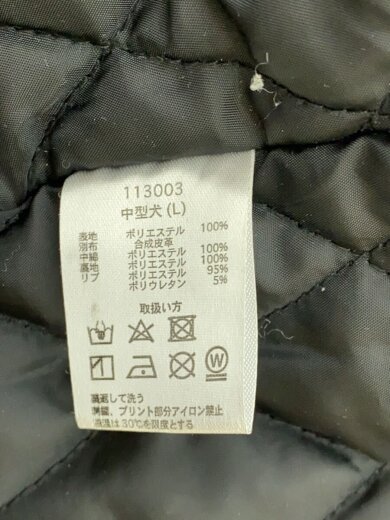 113003
中型犬(L)
表地 ポリエステル 100%
別布 合成皮革
中綿 ポリエステル 100%
裏地 ポリエステル 100%
リブ ポリエステル 95%
ポリウレタン 5%
取扱い方
W
裏返して洗う
刺繍、プリント部分アイロン禁止
液温は30℃を限度とする